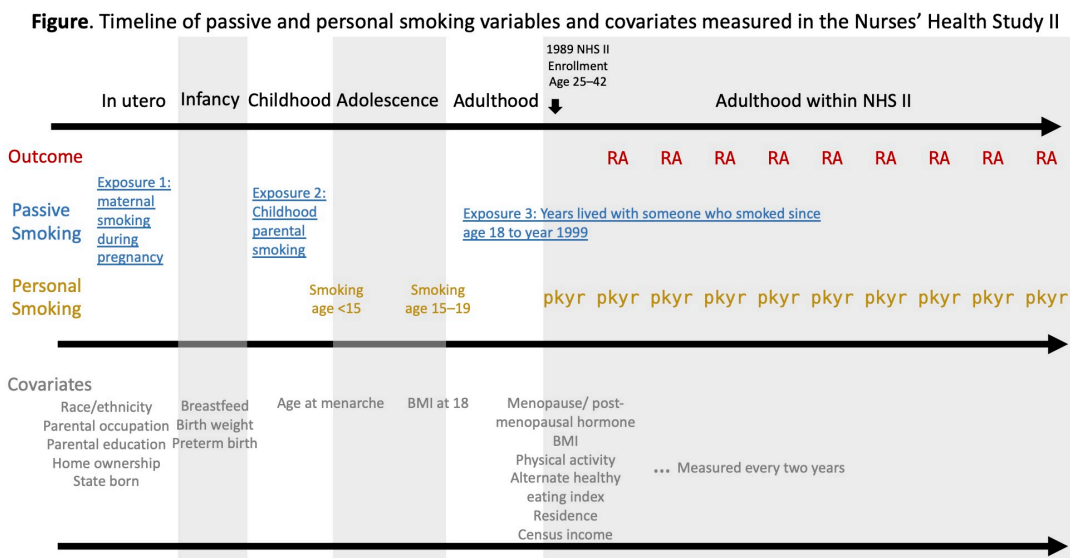 Figure. Timeline of passive and personal smoking variables and covariates measured in the Nurses’ Health Study II
1989 NHS II
Enrollment
Age 25–42
In utero Infancy Childhood Adolescence Adulthood Adulthood within NHS II
Outcome RA RA RA RA RA RA RA RA RA
Passive
Smoking
Exposure 1:
maternal
smoking
during
pregnancy
Exposure 2:
Childhood
parental
smoking
Exposure 3: Years lived with someone who smoked since
age 18 to year 1999
Personal
Smoking
Smoking
age <15
Smoking
age 15–19
pkyr pkyr pkyr pkyr pkyr pkyr pkyr pkyr pkyr pkyr
Covariates
Race/ethnicity
Parental occupation
Parental education
Home ownership
State born
Breastfeed
Birth weight
Preterm birth
Age at menarche
BMI at 18
Menopause/ post-
menopausal hormone
BMI
Physical activity
Alternate healthy
eating index
Residence
Census income
... Measured every two years